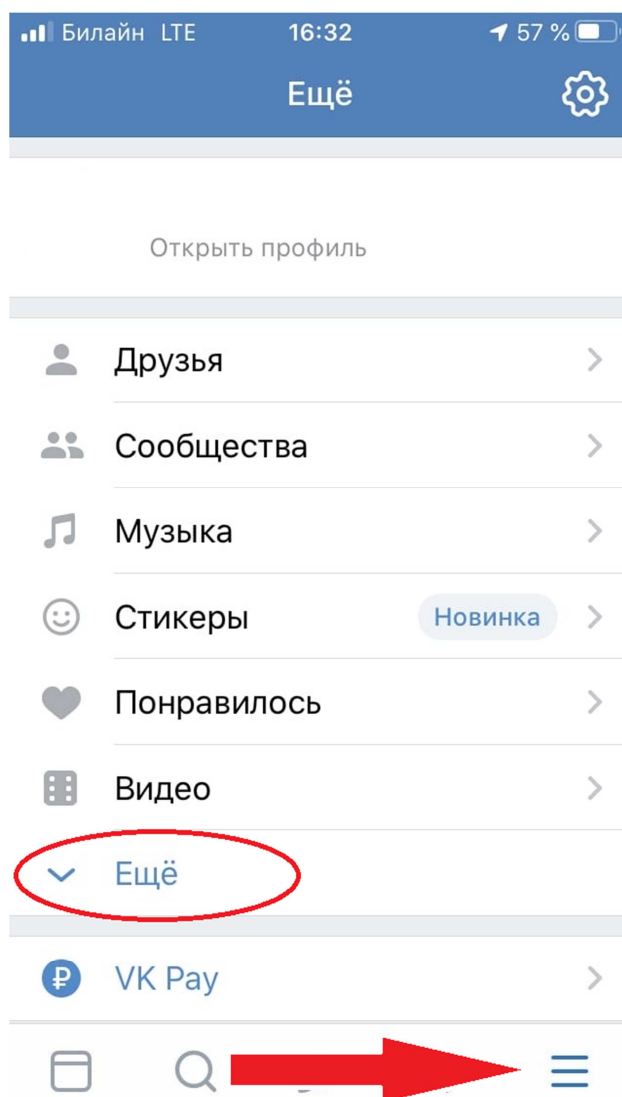 Билайн LTE 16:32 57 %
Ещё
Открыть профиль
Друзья
Сообщества
Музыка
Стикеры Новинка
Понравилось
Видео
Ещё
VK Pay